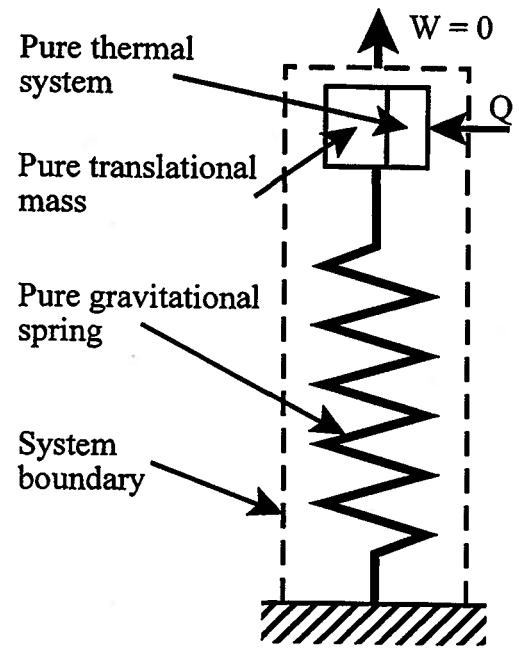 W = 0
Pure thermal
system
Q
Pure translational
mass
Pure gravitational
spring
System
boundary